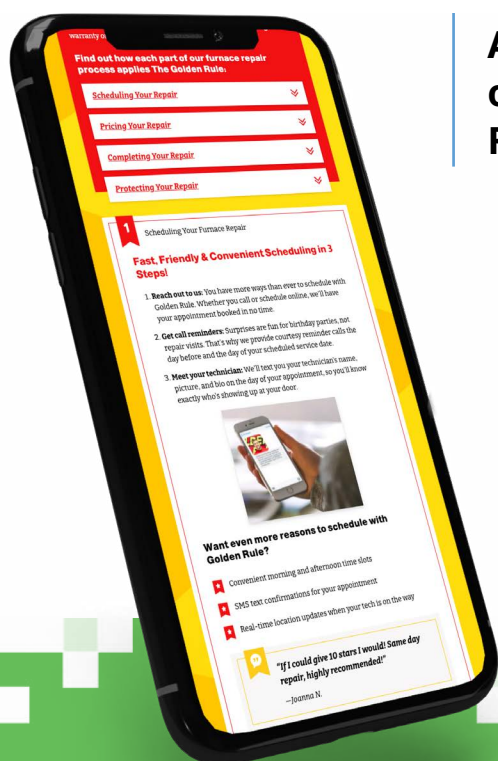 warranty o
Find out how each part of our furnace repair
process applies The Golden Rule:
Scheduling Your Repair
Pricing Your Repair
Completing Your Repair
Protecting Your Repair
1
Scheduling Your Furnace Repair
Fast, Friendly & Convenient Scheduling in 3
Steps!
1. Reach out to us: You have more ways than ever to schedule with
Golden Rule. Whether you call or schedule online, we'll have
your appointment booked in no time.
2. Get call reminders: Surprises are fun for birthday parties, not
repair visits. That's why we provide courtesy reminder calls the
day before and the day of your scheduled service date.
3. Meet your technician: We'll text you your technician's name,
picture, and bio on the day of your appointment, so you'll know
exactly who's showing up at your door.
Want even more reasons to schedule with
Golden Rule?
Convenient morning and afternoon time slots
SMS text confirmations for your appointment
Real-time location updates when your tech is on the way
"If I could give 10 stars I would! Same day
repair, highly recommended!"
—Joanna N.